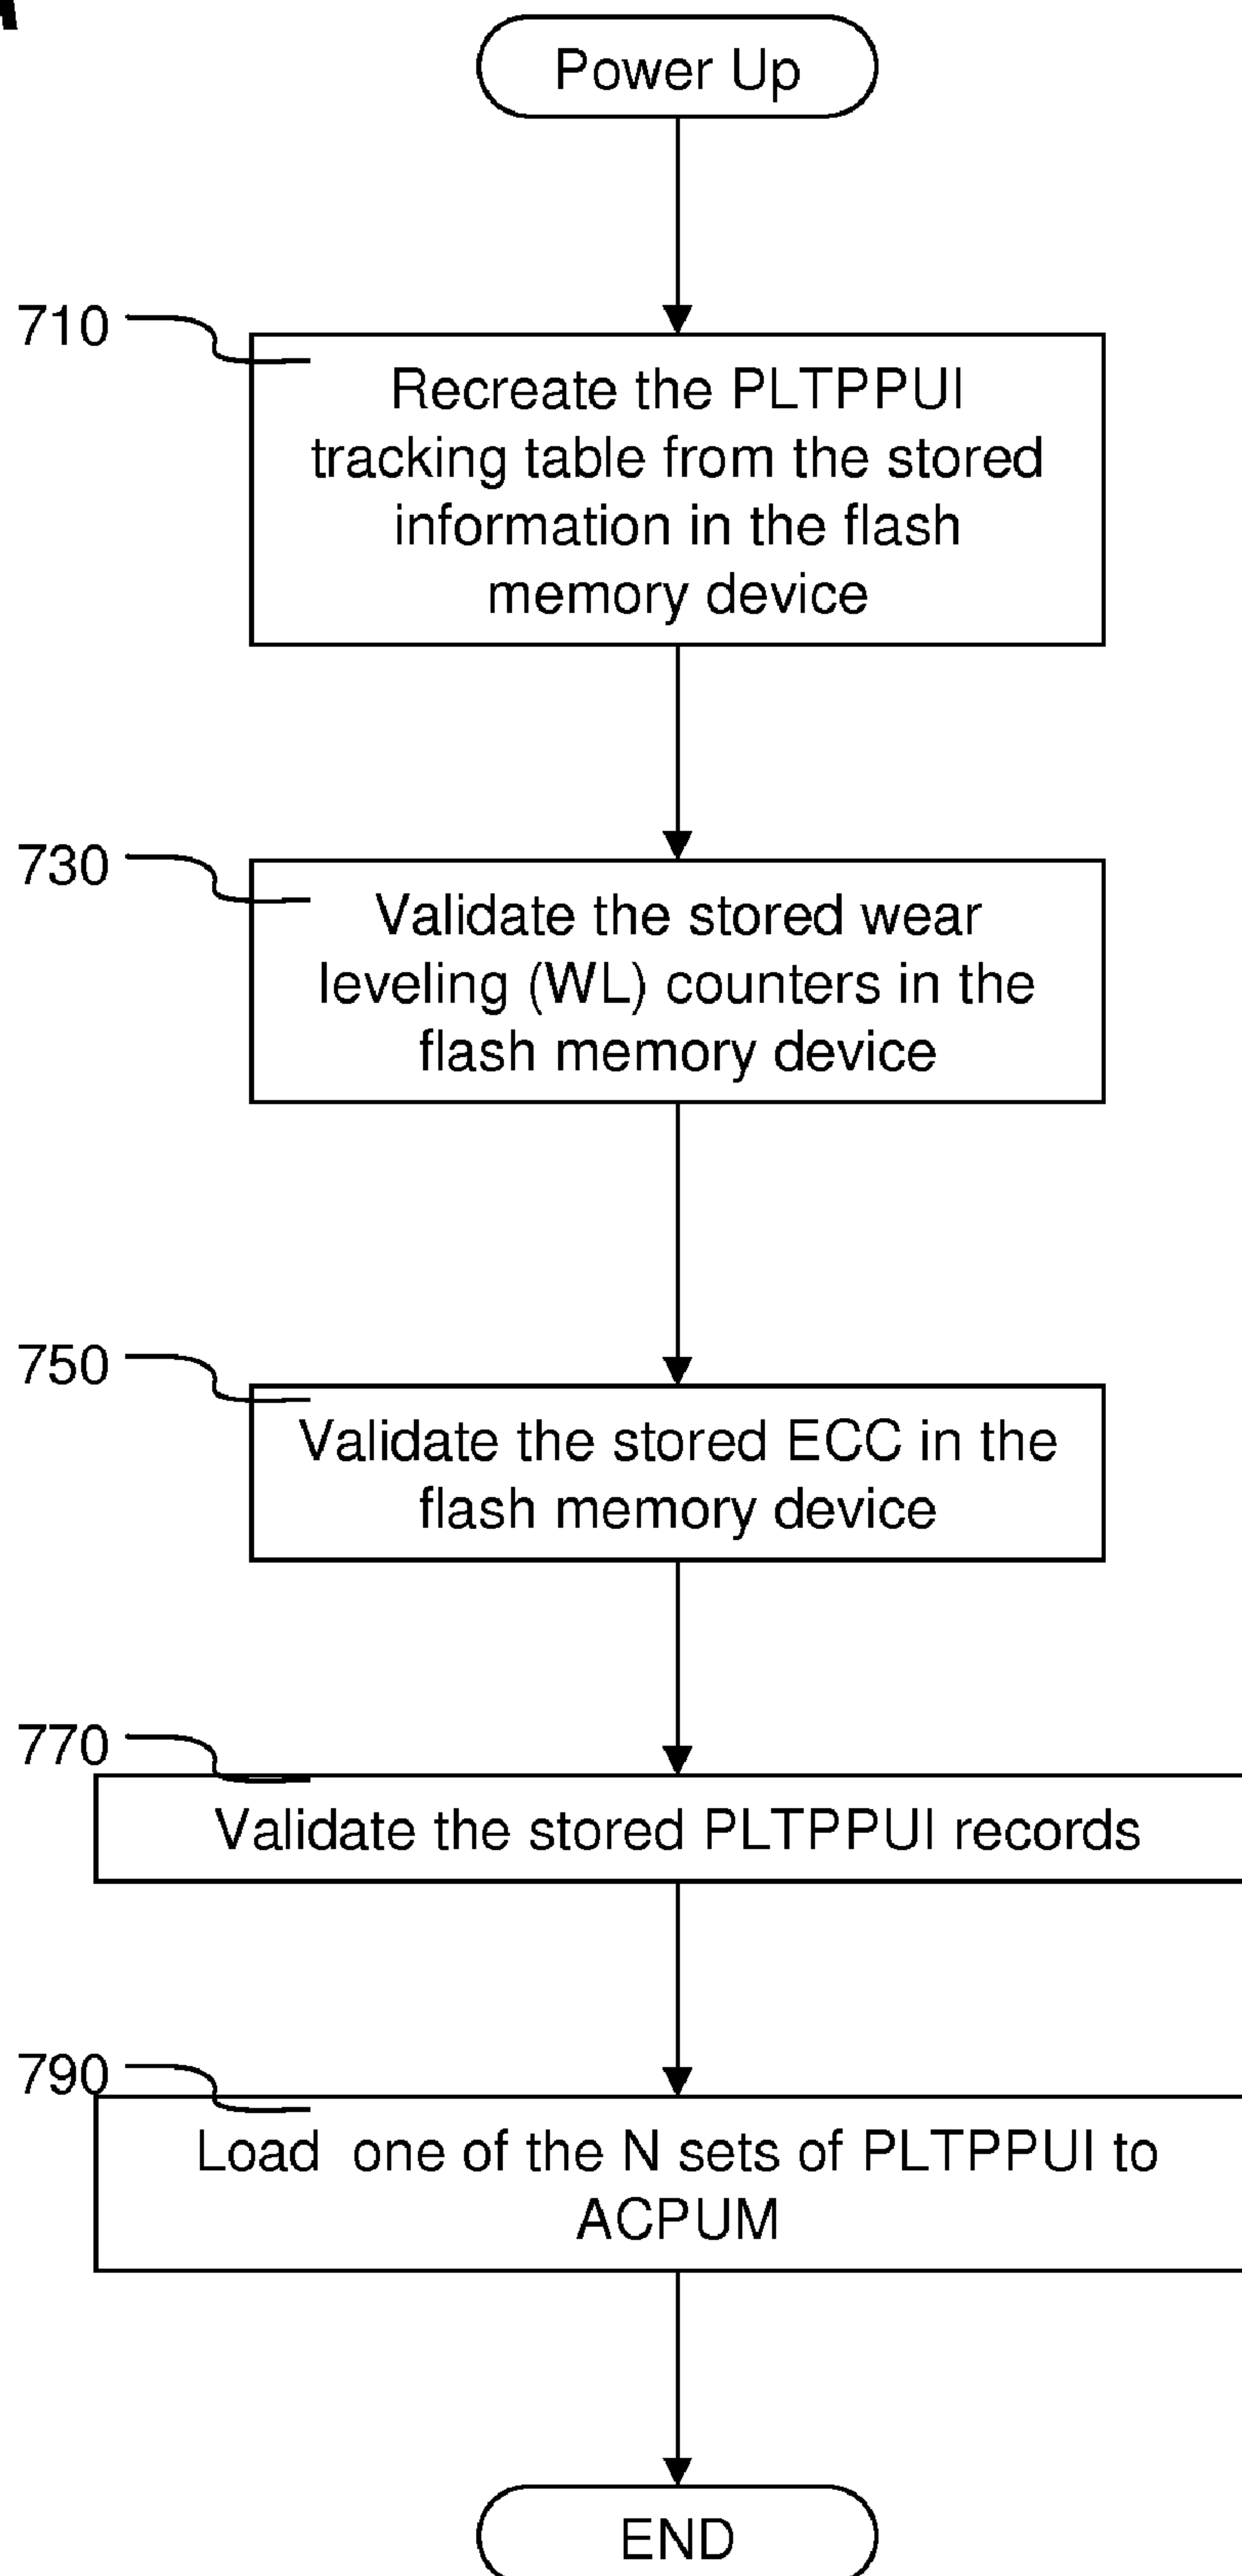 Power Up
710
Recreate the PLTPPUI
tracking table from the stored
information in the flash
memory device
730
Validate the stored wear
leveling (WL) counters in the
flash memory device
750
Validate the stored ECC in the
flash memory device
770
Validate the stored PLTPPUI records
790
Load one of the N sets of PLTPPUI to
ACPUM
END